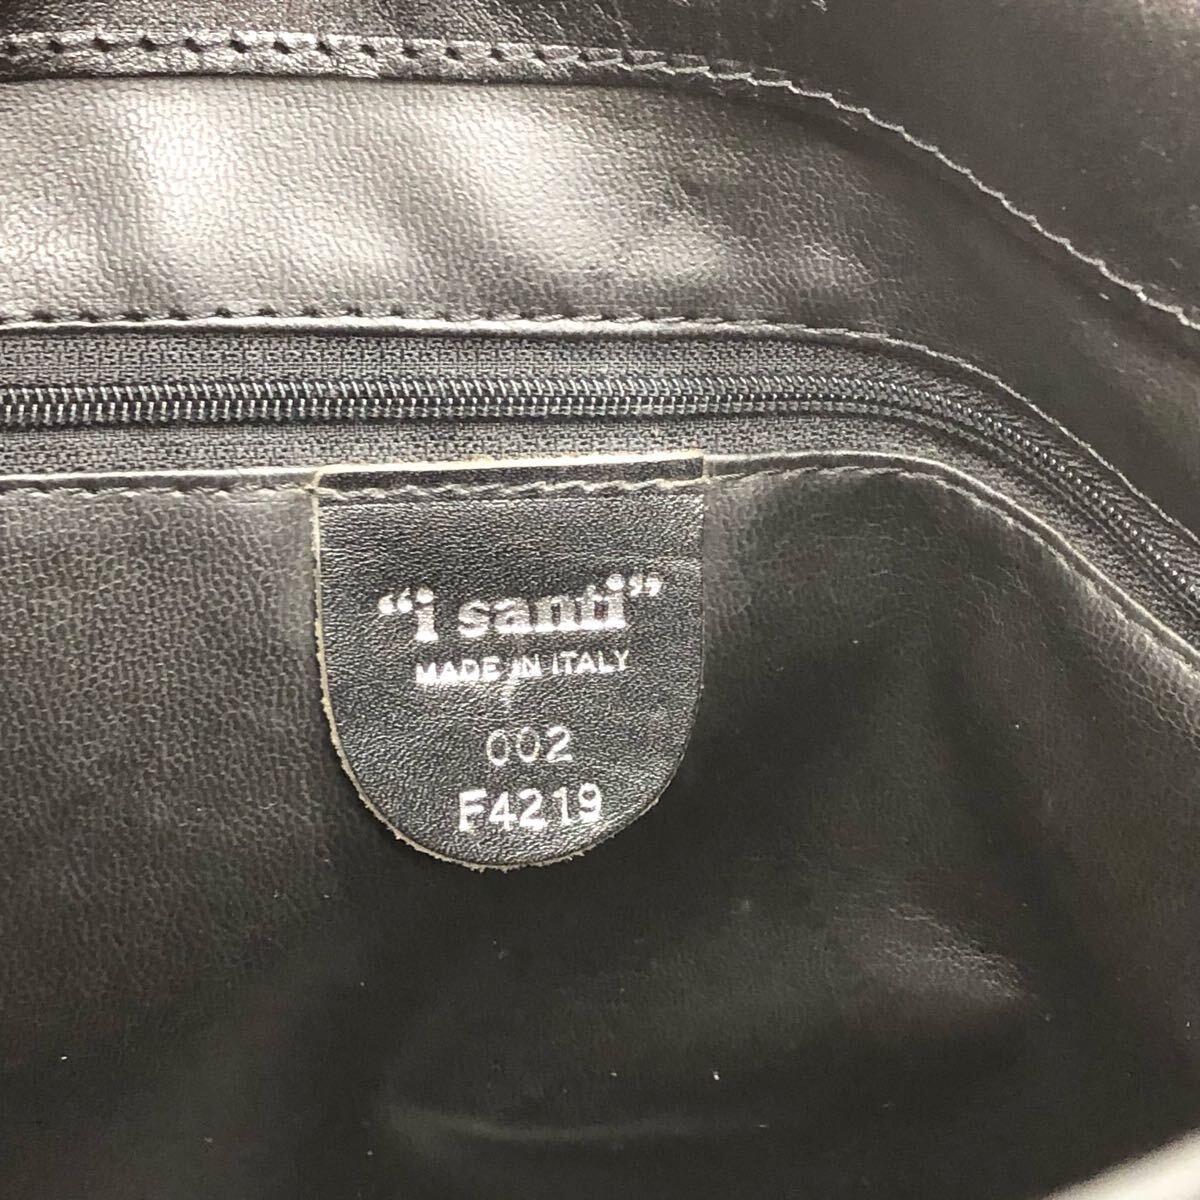 “i santi”
MADE IN ITALY
002
F4219